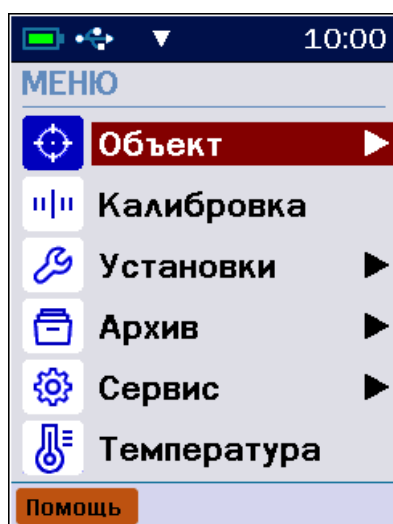 10:00
МЕНЮ
Объект
Калибровка
Установки
Архив
Сервис
Температура
Помощь